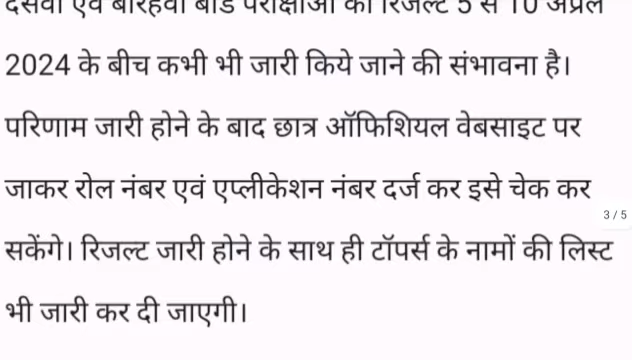 दसवीं एवं बारहवीं बोर्ड परीक्षाओं का रिजल्ट 5 से 10 अप्रैल
2024 के बीच कभी भी जारी किये जाने की संभावना है।
परिणाम जारी होने के बाद छात्र ऑफिशियल वेबसाइट पर
जाकर रोल नंबर एवं एप्लीकेशन नंबर दर्ज कर इसे चेक कर
3 / 5
सकेंगे। रिजल्ट जारी होने के साथ ही टॉपर्स के नामों की लिस्ट
भी जारी कर दी जाएगी।